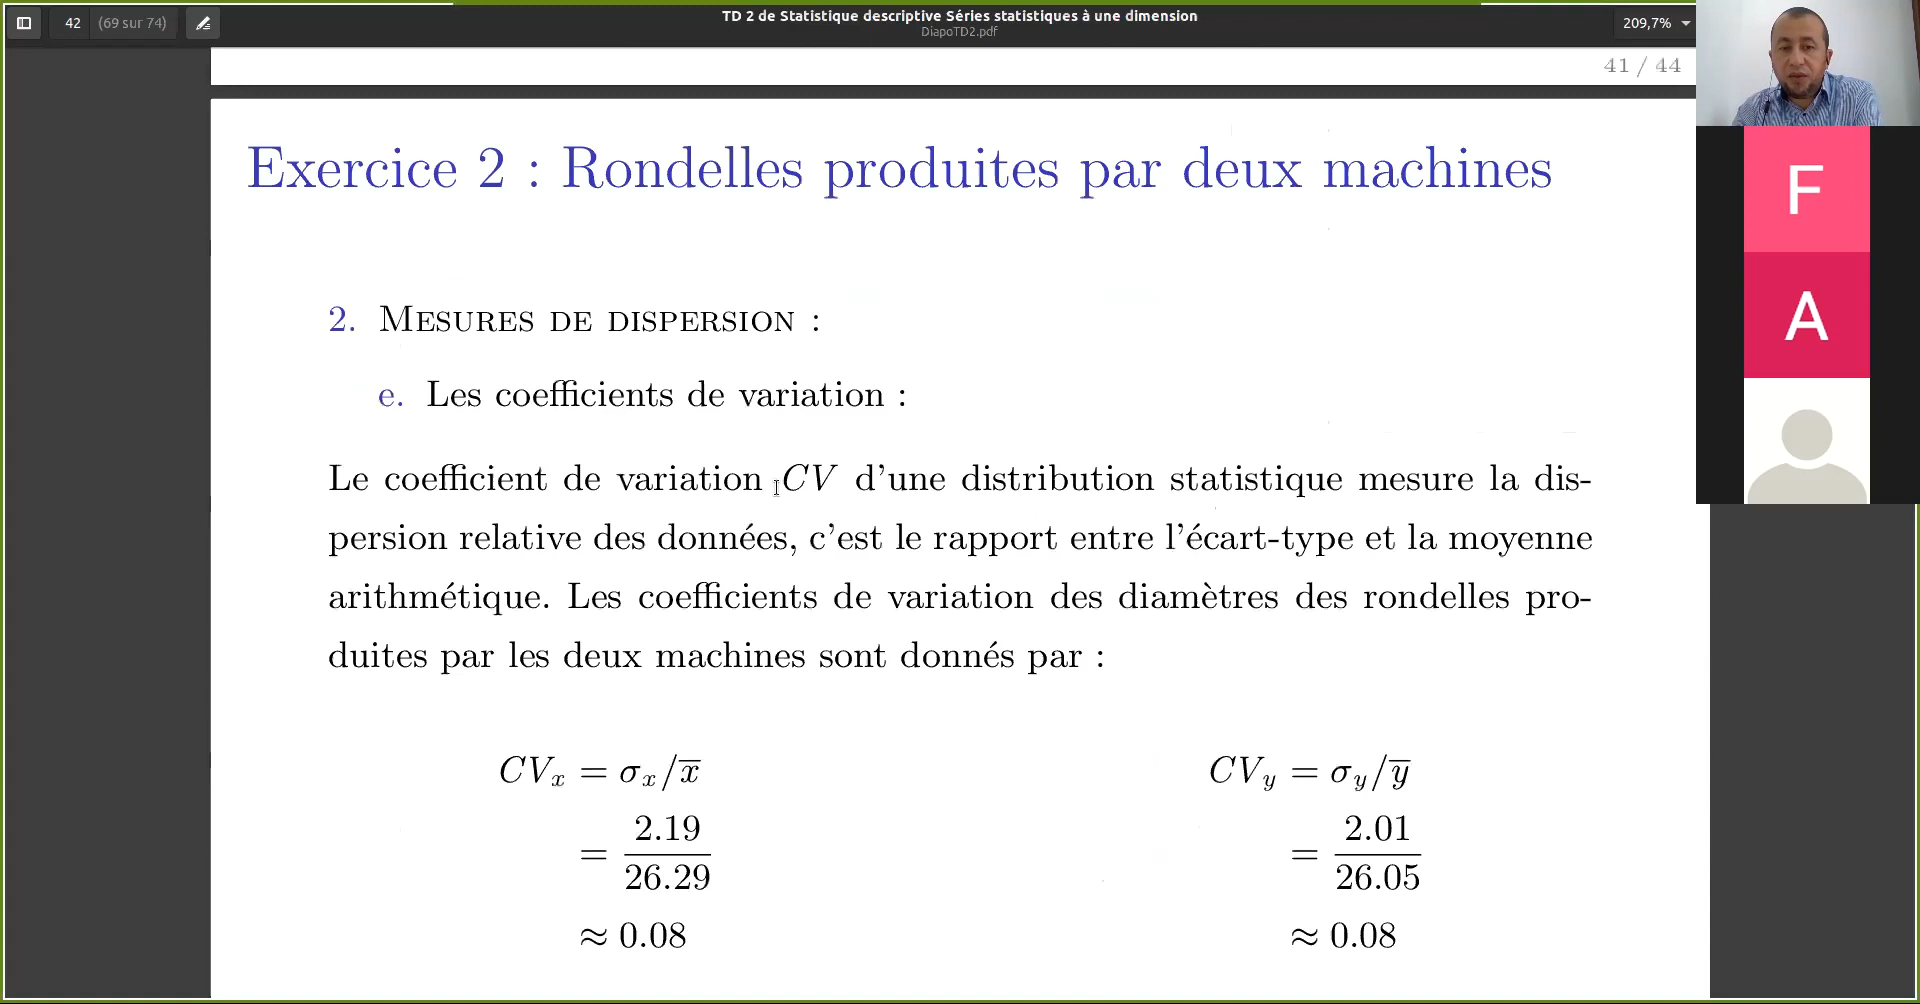 42 (69 sur 74)
TD 2 de Statistique descriptive Séries statistiques à une dimension
DiapoTD2.pdf
209,7%
41 / 44
Exercice 2 : Rondelles produites par deux machines
2. MESURES DE DISPERSION :
e. Les coefficients de variation :
Le coefficient de variation CV d'une distribution statistique mesure la dis-
persion relative des données, c'est le rapport entre l'écart-type et la moyenne
arithmétique. Les coefficients de variation des diamètres des rondelles pro-
duites par les deux machines sont donnés par :
CVₓ = σₓ/x̅
= 2.19/26.29
≈ 0.08
CVy = σy/y̅
= 2.01/26.05
≈ 0.08
F
A